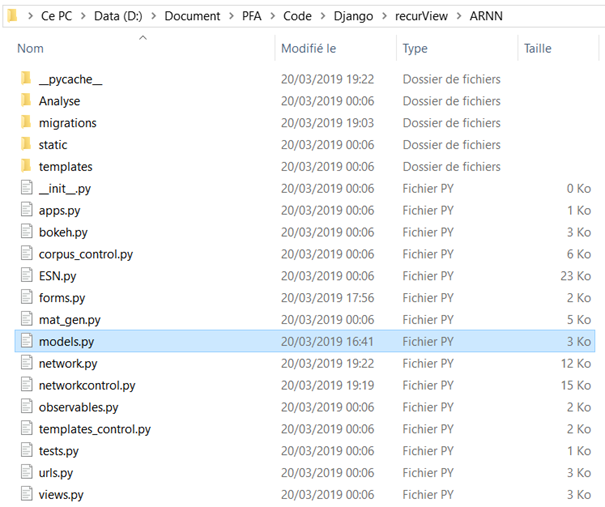 > Ce PC > Data (D:) > Document > PFA > Code > Django > recurView > ARNN
Nom Modifié le Type Taille
__pycache__ 20/03/2019 19:22 Dossier de fichiers
Analyse 20/03/2019 00:06 Dossier de fichiers
migrations 20/03/2019 19:03 Dossier de fichiers
static 20/03/2019 00:06 Dossier de fichiers
templates 20/03/2019 00:06 Dossier de fichiers
__init__.py 20/03/2019 00:06 Fichier PY 0 Ko
apps.py 20/03/2019 00:06 Fichier PY 1 Ko
bokeh.py 20/03/2019 00:06 Fichier PY 3 Ko
corpus_control.py 20/03/2019 00:06 Fichier PY 6 Ko
ESN.py 20/03/2019 00:06 Fichier PY 23 Ko
forms.py 20/03/2019 17:56 Fichier PY 2 Ko
mat_gen.py 20/03/2019 00:06 Fichier PY 5 Ko
models.py 20/03/2019 16:41 Fichier PY 3 Ko
network.py 20/03/2019 19:22 Fichier PY 12 Ko
networkcontrol.py 20/03/2019 19:19 Fichier PY 15 Ko
observables.py 20/03/2019 00:06 Fichier PY 2 Ko
templates_control.py 20/03/2019 00:06 Fichier PY 2 Ko
tests.py 20/03/2019 00:06 Fichier PY 1 Ko
urls.py 20/03/2019 00:06 Fichier PY 3 Ko
views.py 20/03/2019 00:06 Fichier PY 3 Ko